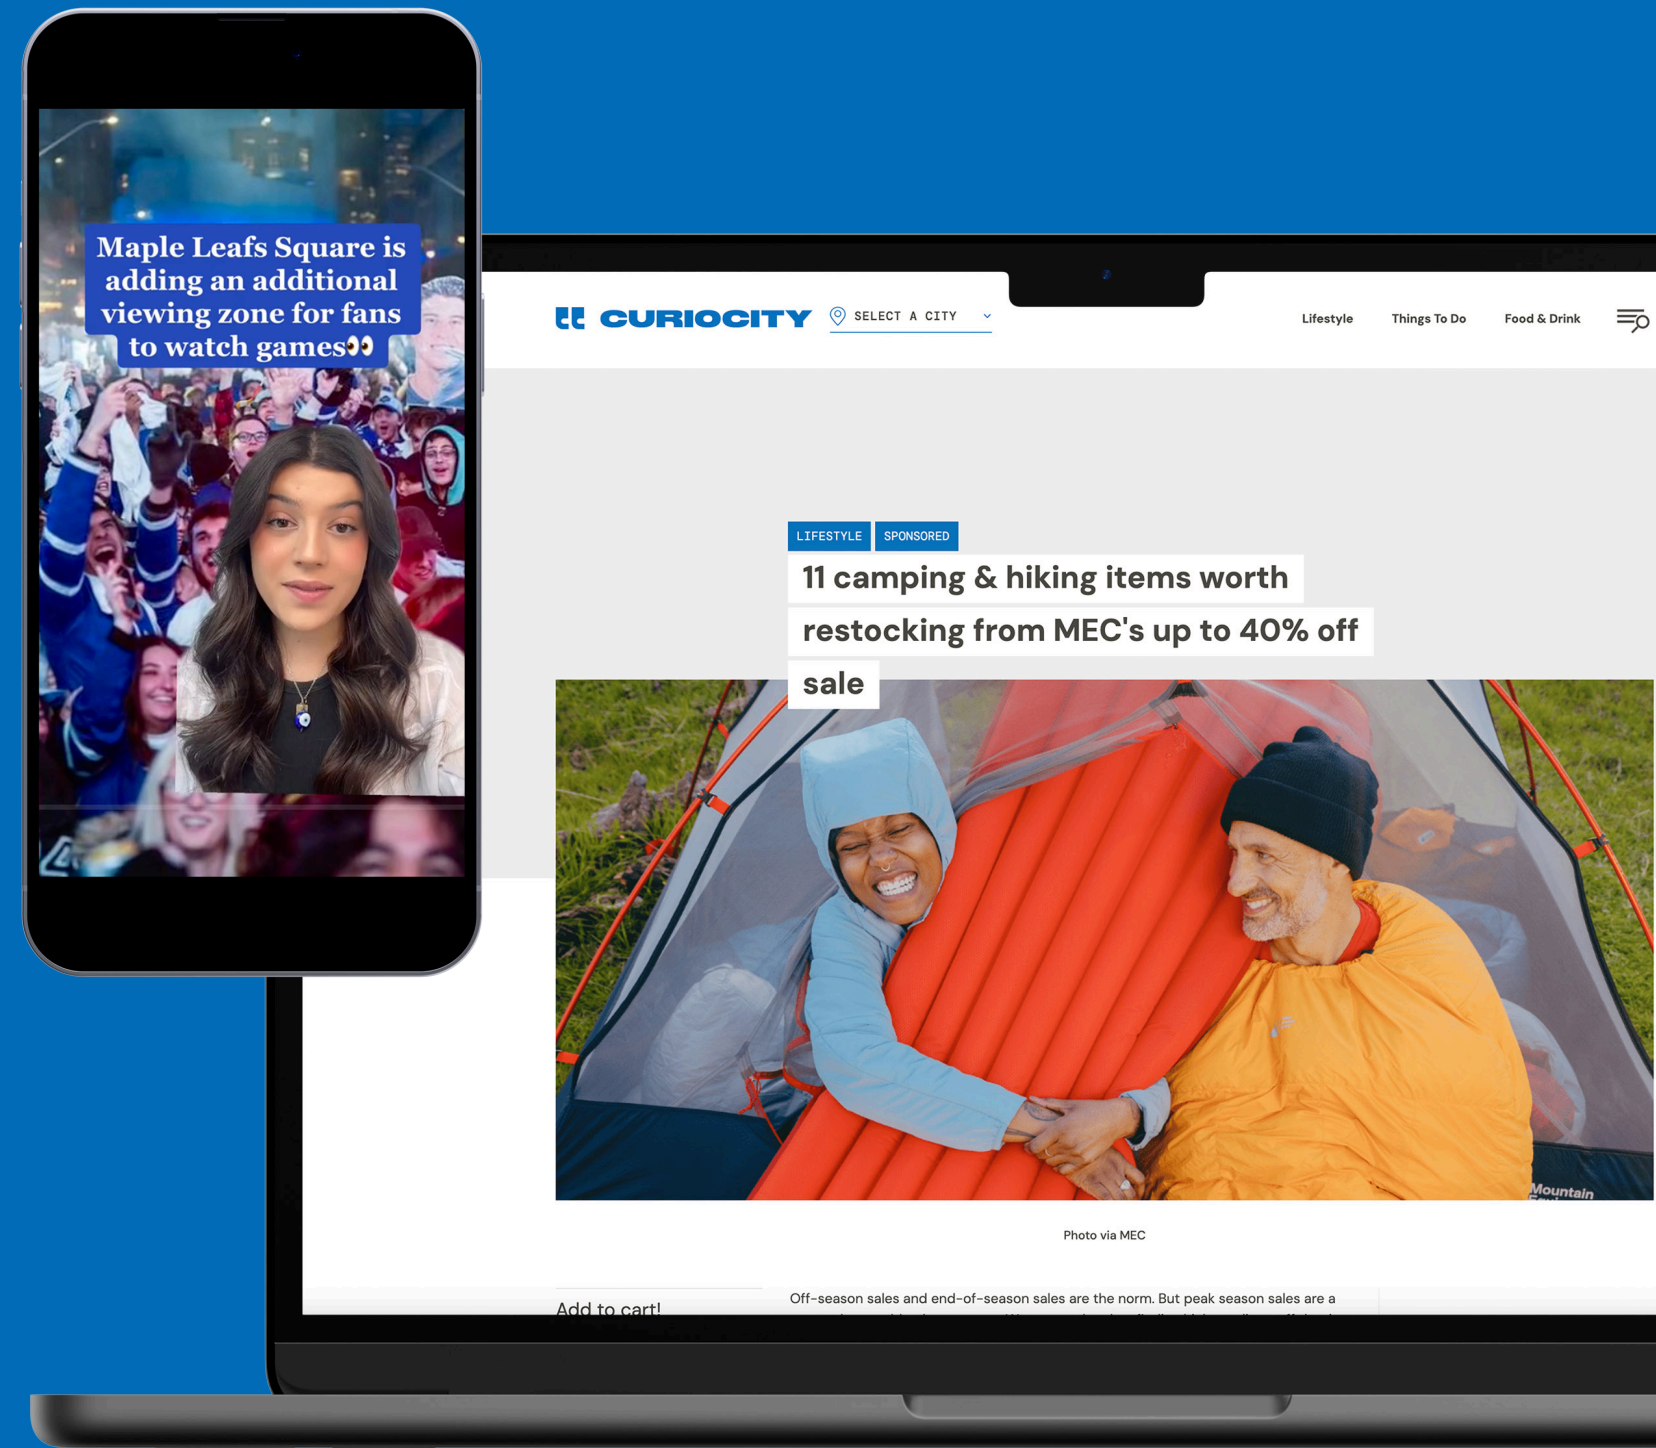 Maple Leafs Square is
adding an additional
viewing zone for fans
to watch games👀
CURIOCITY
SELECT A CITY
Lifestyle
Things To Do
Food & Drink
LIFESTYLE
SPONSORED
11 camping & hiking items worth
restocking from MEC's up to 40% off
sale
Mountain
Photo via MEC
Add to cart!
Off-season sales and end-of-season sales are the norm. But peak season sales are a